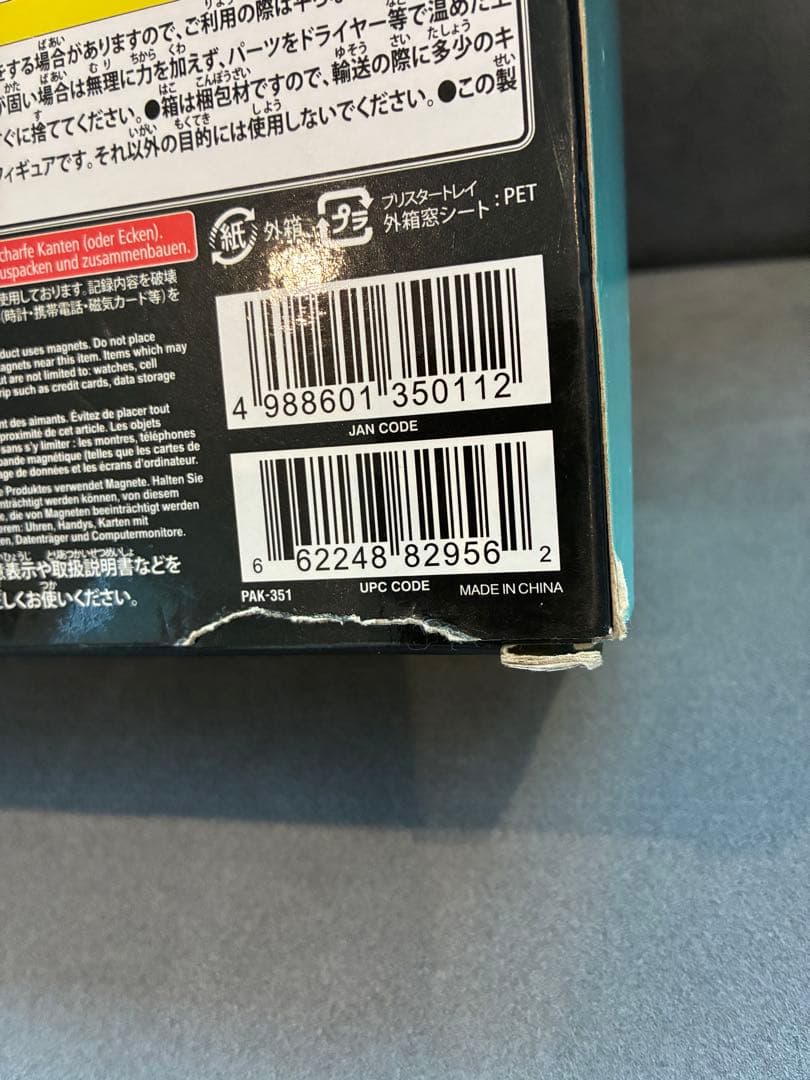 をする場合がありますので、ご利用の際は
が固い場合は無理に力を加えず、パーツをドライヤー等で温めた上
すぐに捨ててください。●箱は梱包材ですので、輸送の際に多少のキ
フィギュアです。それ以外の目的には使用しないでください。●この製
紙 外箱 プラ ブリスタートレイ
外箱窓シート：PET
charfe Kanten (oder Ecken).
uspacken und zusammenbauen.
使用しております。記録内容を破壊
(時計・携帯電話・磁気カード等)を
duct uses magnets. Do not place
agnets near this item. Items which may
ut are not limited to: watches, cell
rip such as credit cards, data storage
nt des aimants. Évitez de placer tout
proximité de cet article. Les objets
sans s'y limiter : les montres, téléphones
bande magnétique (telles que les cartes de
age de données et les écrans d'ordinateur.
e Produktes verwendet Magnete. Halten Sie
inträchtigt werden können, von diesem
e, die von Magneten beeinträchtigt werden
erem: Uhren, Handys, Karten mit
en, Datenträger und Computermonitore.
意表示や取扱説明書などを
正しくお使いください。
4 988601 350112
JAN CODE
6 62248 82956 2
PAK-351 UPC CODE MADE IN CHINA